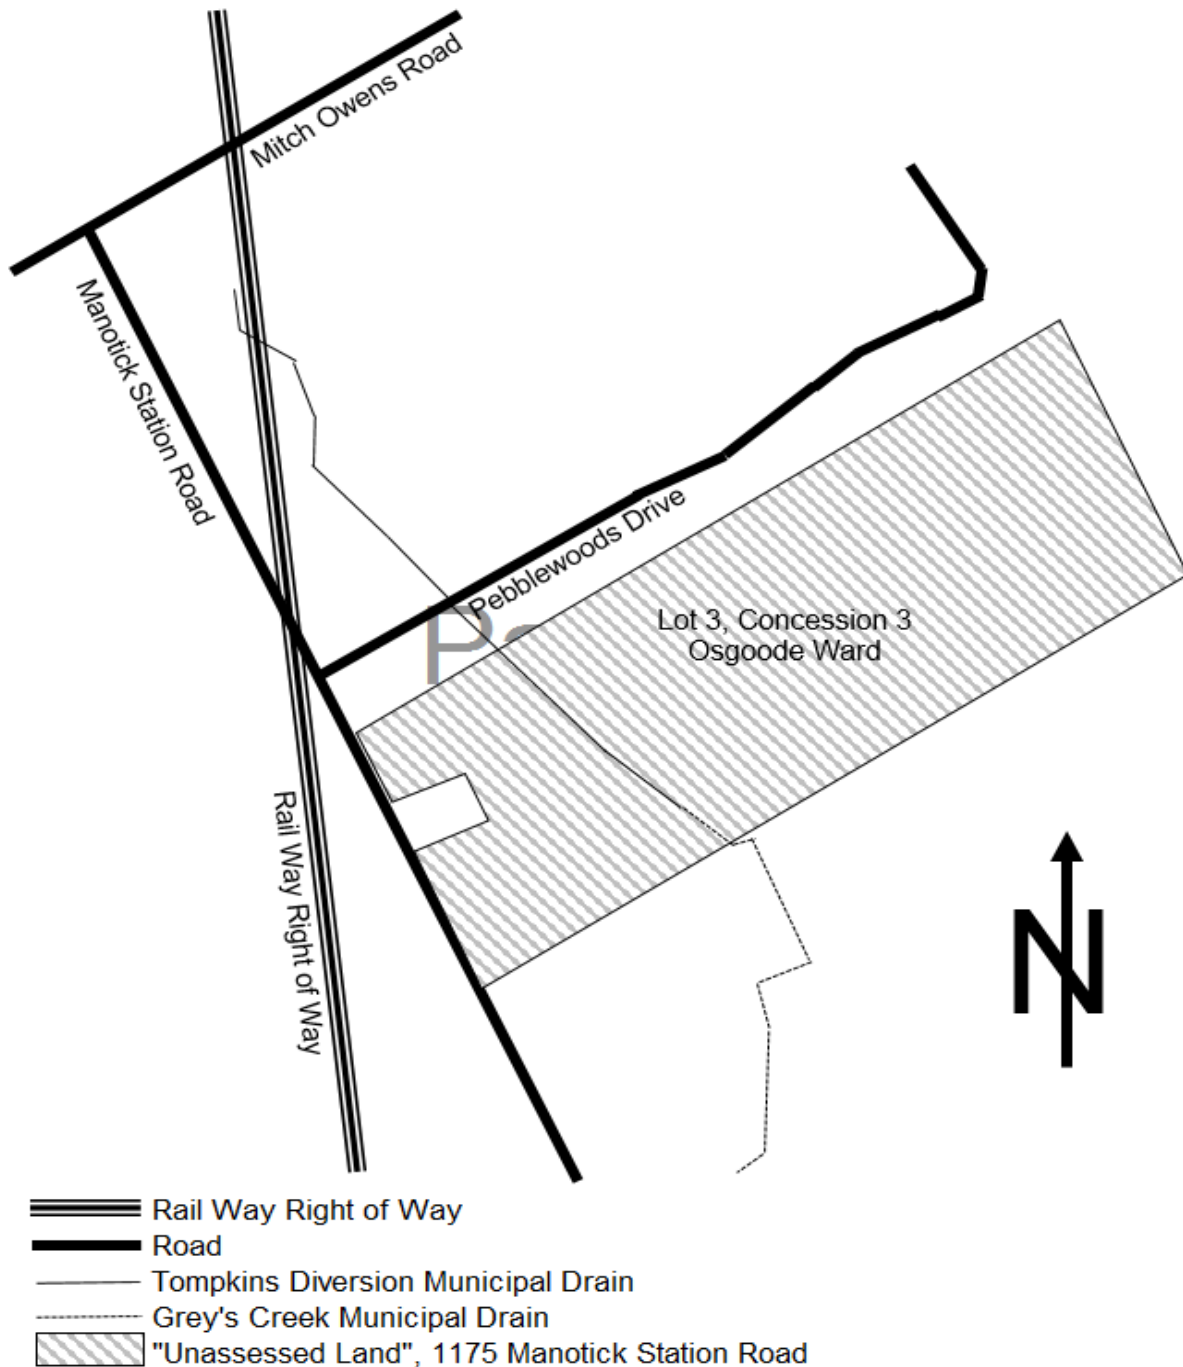 Mitch Owens Road
Manotick Station Road
Pebblewoods Drive
Lot 3, Concession 3
Osgoode Ward
Rail Way Right of Way
N
Rail Way Right of Way
Road
Tompkins Diversion Municipal Drain
Grey's Creek Municipal Drain
"Unassessed Land", 1175 Manotick Station Road